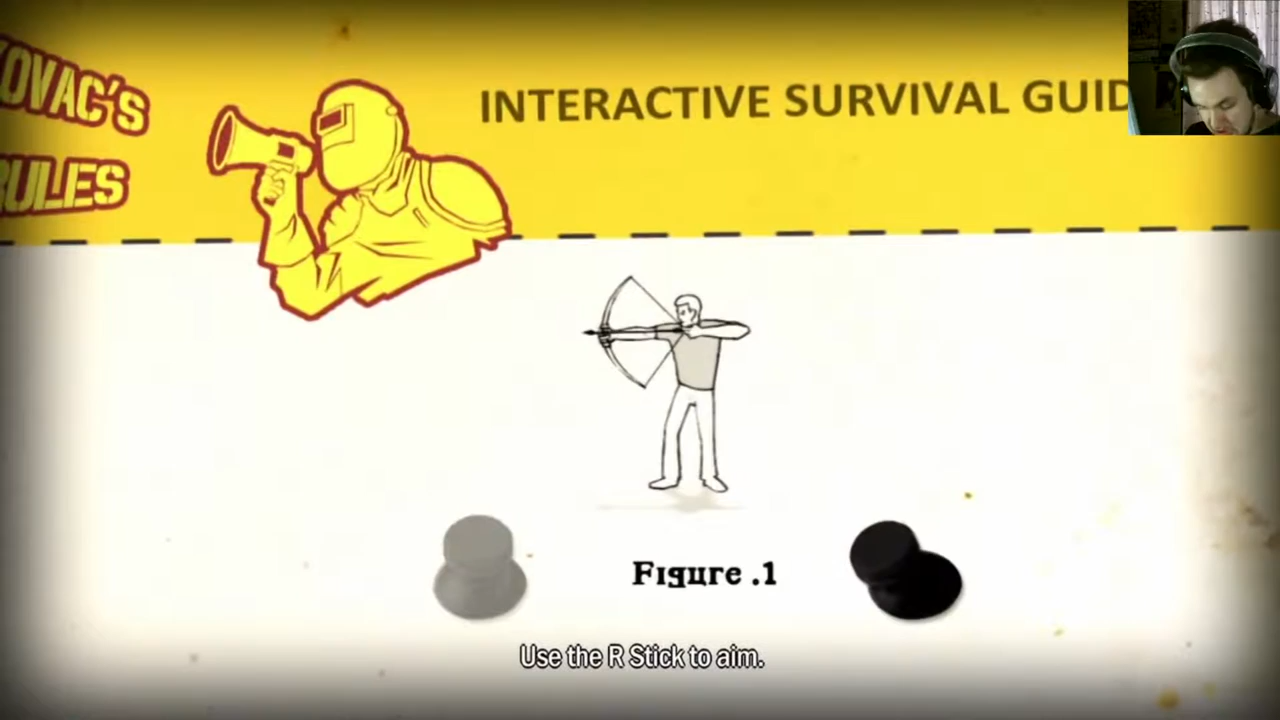 OVAC'S
RULES
INTERACTIVE SURVIVAL GUID
Figure .1
Use the R Stick to aim.